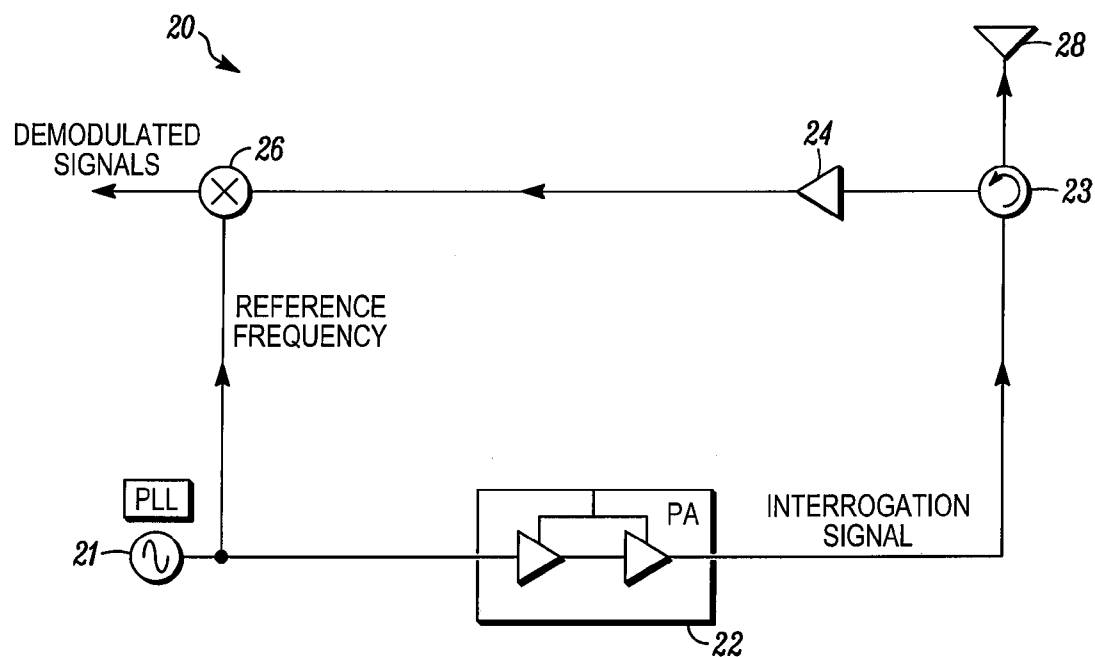 20
28
DEMODULATED
SIGNALS
26
24
23
REFERENCE
FREQUENCY
PLL
21
PA
INTERROGATION
SIGNAL
22